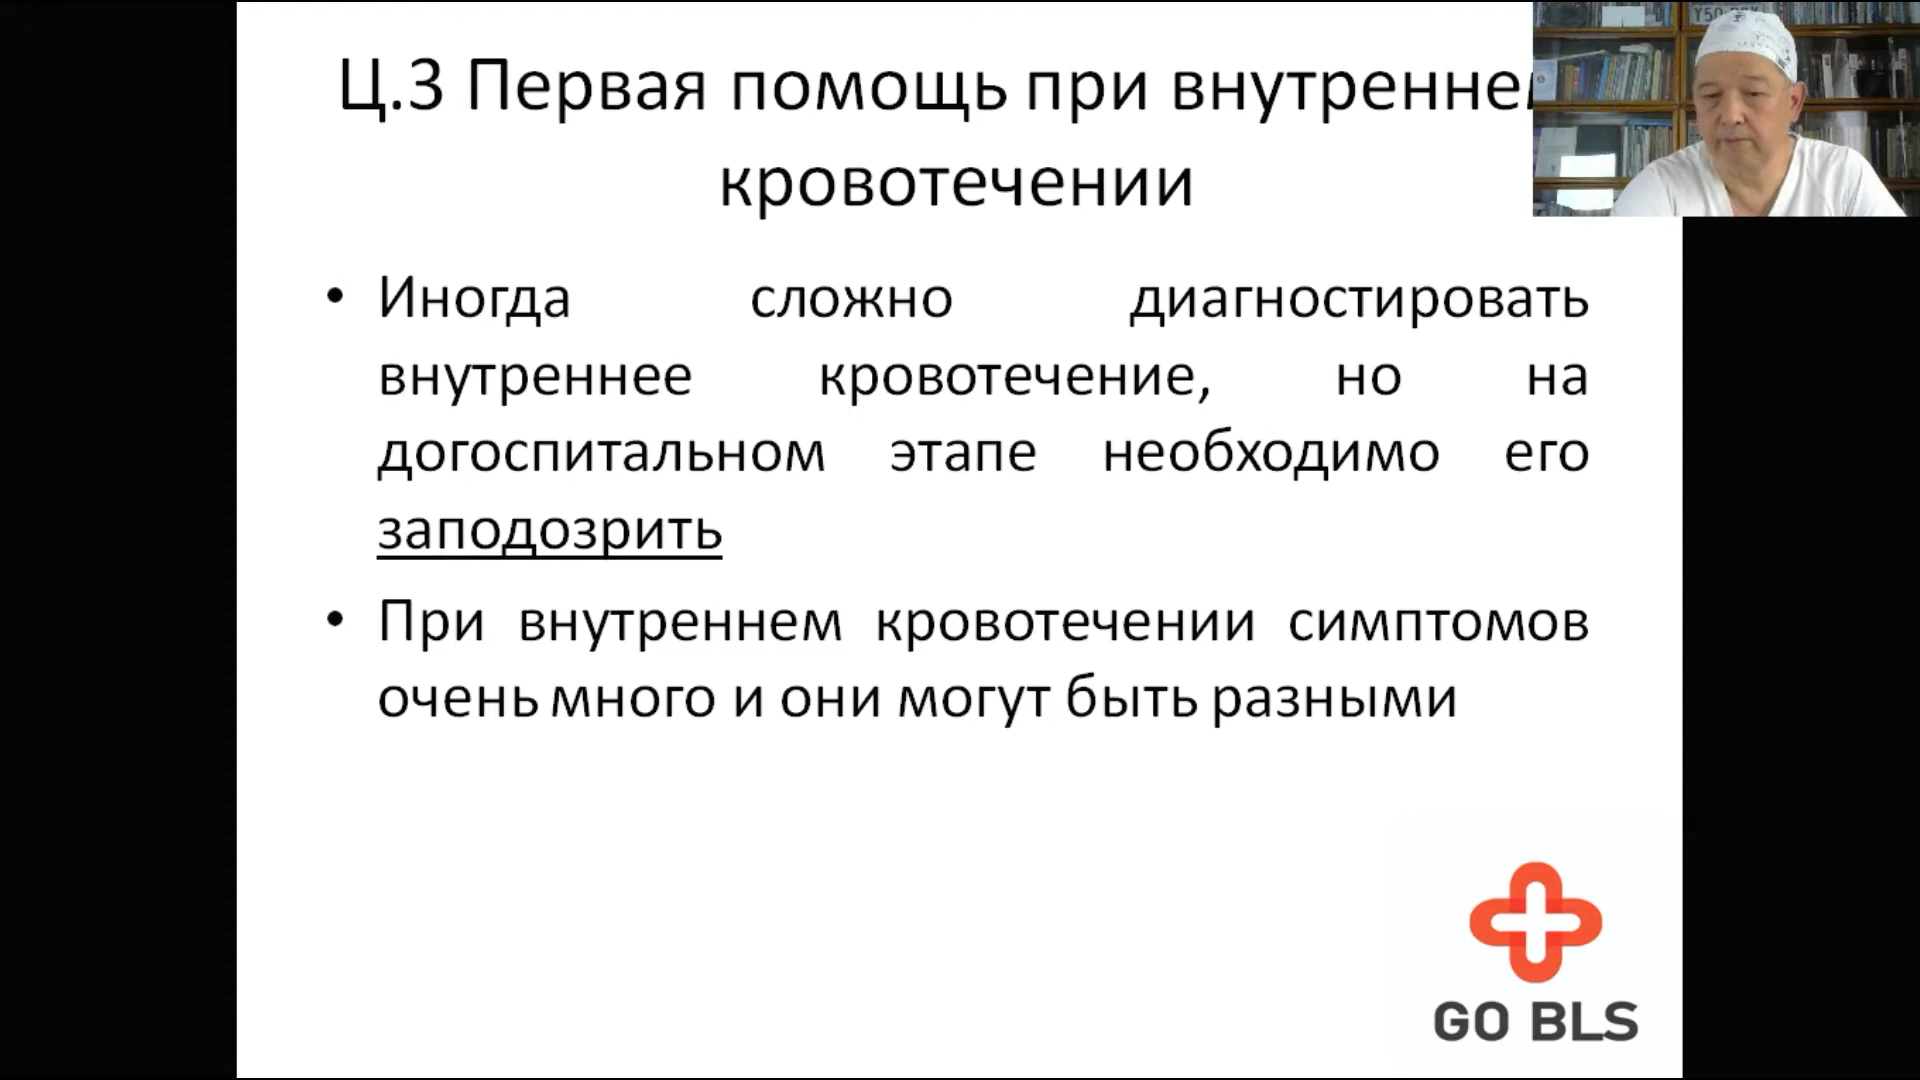 Ц.3 Первая помощь при внутренне
кровотечении
• Иногда сложно диагностировать
внутреннее кровотечение, но на
догоспитальном этапе необходимо его
заподозрить
• При внутреннем кровотечении симптомов
очень много и они могут быть разными
GO BLS